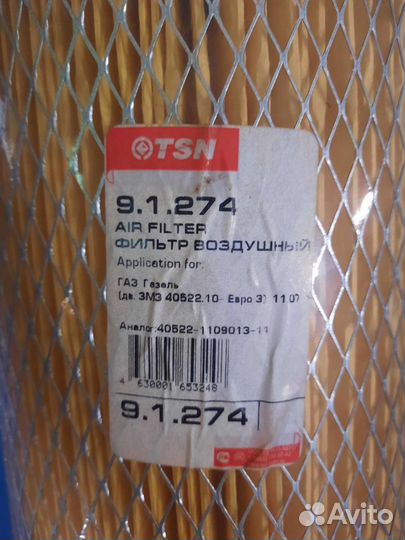 TSN
9.1.274
AIR FILTER
ФИЛЬТР ВОЗДУШНЫЙ
Application for:
ГАЗ Газель
(дв. ЗМЗ 40522.10- Евро 3) 11.07
Аналог:40522-1109013-11
4 630001 653248
9.1.274
Avito